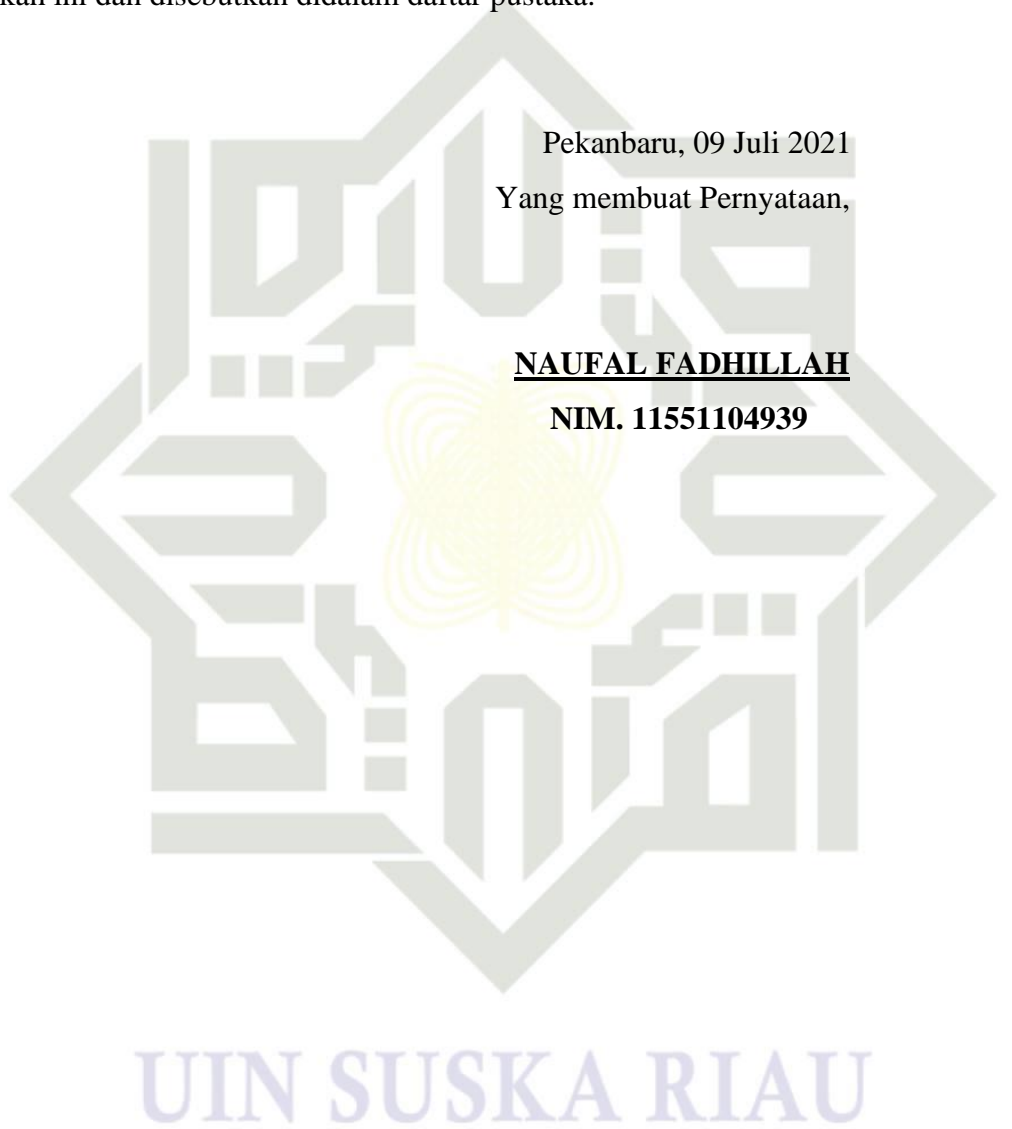 kan ini dan disebutkan didalam daftar pustaka.
Pekanbaru, 09 Juli 2021
Yang membuat Pernyataan,
NAUFAL FADHILLAH
NIM. 11551104939
UIN SUSKA RIAU